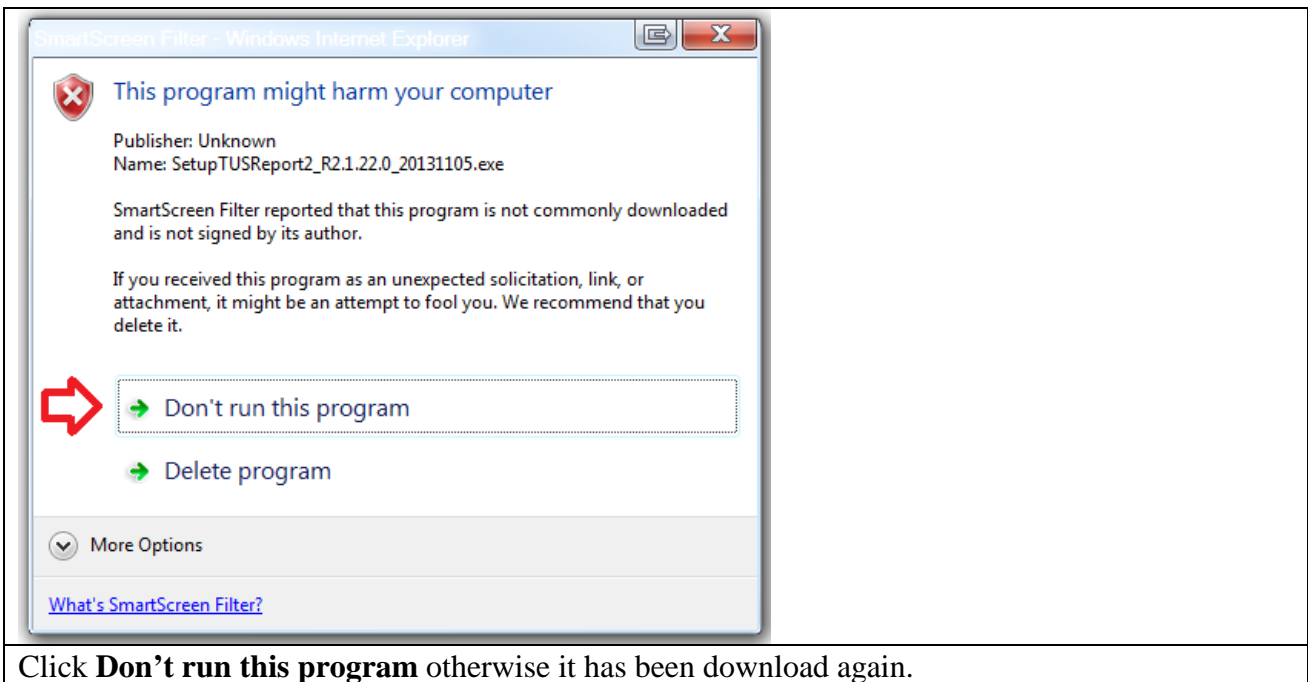 SmartScreen Filter - Windows Internet Explorer
This program might harm your computer
Publisher: Unknown
Name: SetupTUSReport2_R2.1.22.0_20131105.exe
SmartScreen Filter reported that this program is not commonly downloaded
and is not signed by its author.
If you received this program as an unexpected solicitation, link, or
attachment, it might be an attempt to fool you. We recommend that you
delete it.
Don't run this program
Delete program
More Options
What's SmartScreen Filter?
Click Don’t run this program otherwise it has been download again.